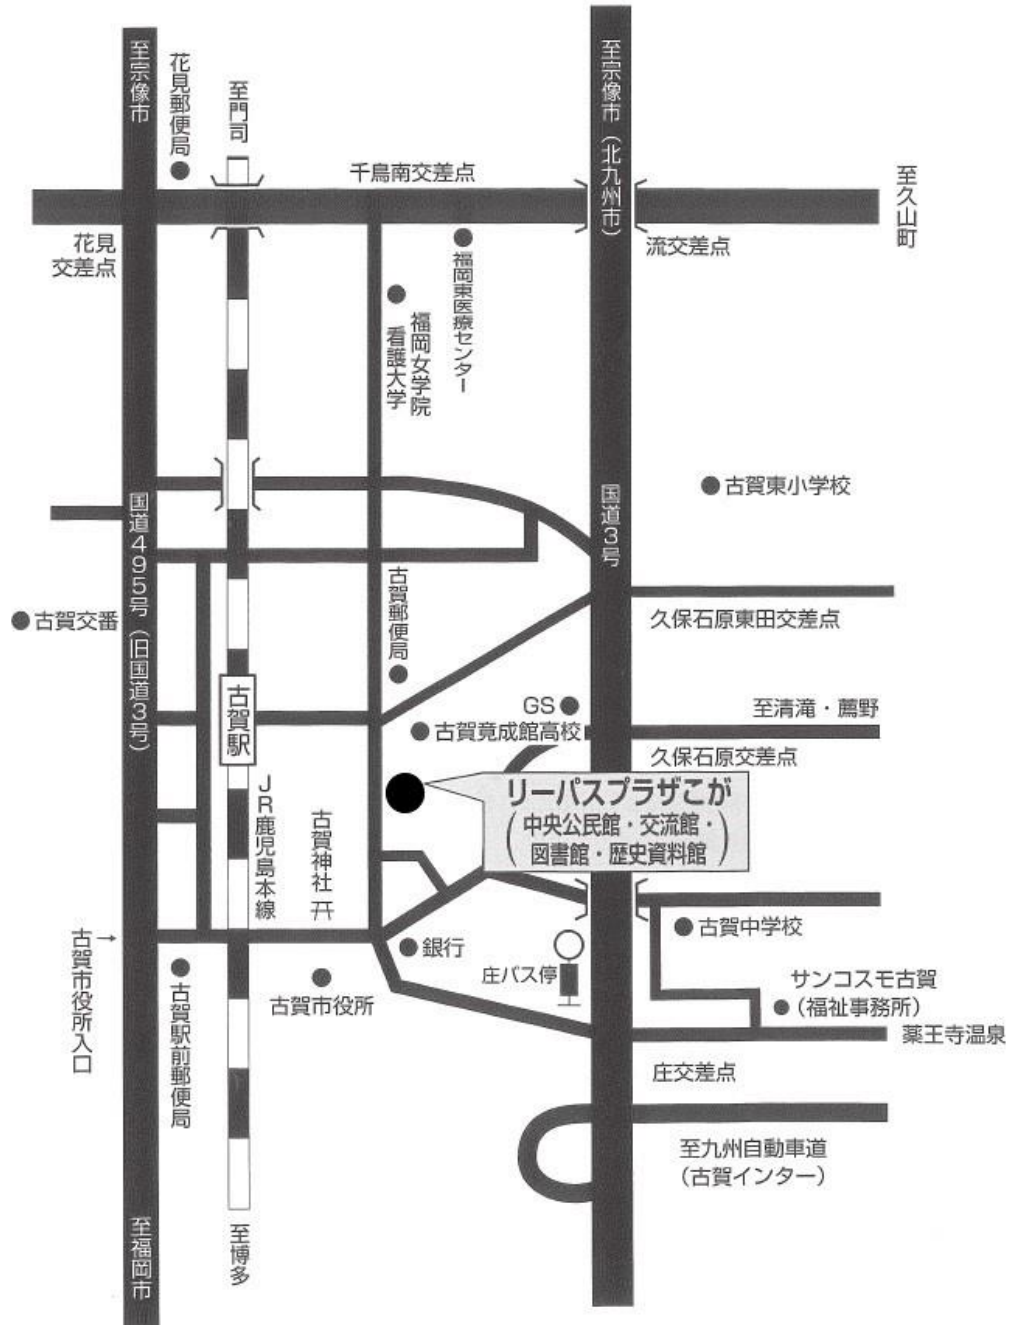 至宗像市
花見郵便局
至門司
千鳥南交差点
至宗像市（北九州市）
至久山町
花見
交差点
福岡東医療センター
流交差点
福岡女学院
看護大学
国道495号（旧国道3号）
国道3号
古賀東小学校
古賀交番
古賀郵便局
久保石原東田交差点
古賀駅
GS
至清滝・薦野
古賀竟成館高校
久保石原交差点
JR鹿児島本線
古賀神社
リーパスプラザこが
（中央公民館・交流館・
図書館・歴史資料館）
古賀市役所入口
→
銀行
古賀中学校
庄バス停
古賀駅前郵便局
古賀市役所
サンコスモ古賀
（福祉事務所）
薬王寺温泉
庄交差点
至九州自動車道
（古賀インター）
至福岡市
至博多